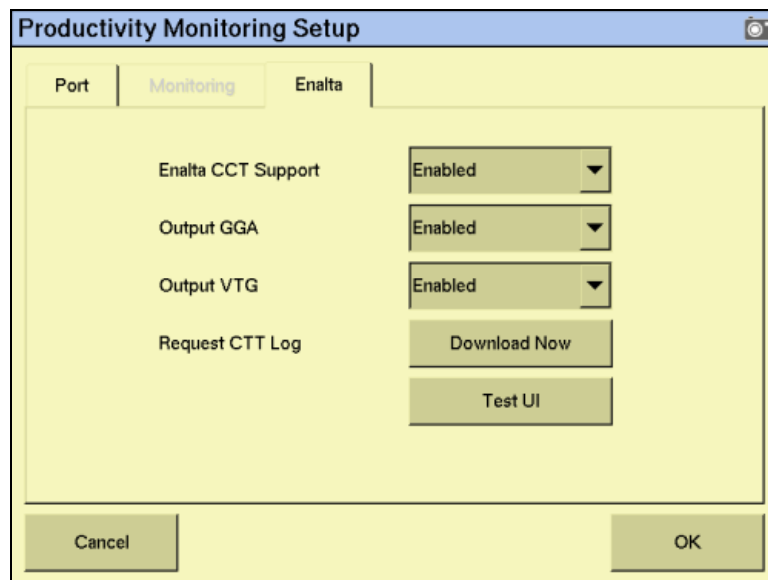 Productivity Monitoring Setup
Port Monitoring Enalta
Enalta CCT Support Enabled
Output GGA Enabled
Output VTG Enabled
Request CTT Log Download Now
Test UI
Cancel OK